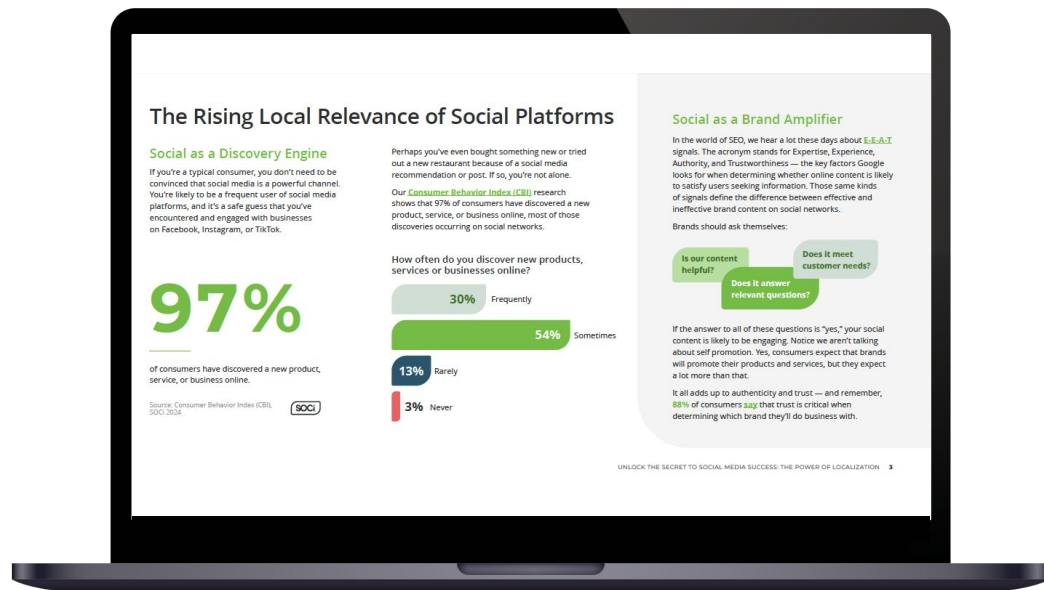 The Rising Local Relevance of Social Platforms
Social as a Discovery Engine
If you're a typical consumer, you don't need to be
convinced that social media is a powerful channel.
You're likely to be a frequent user of social media
platforms, and it's a safe guess that you've
encountered and engaged with businesses
on Facebook, Instagram, or TikTok.
97%
of consumers have discovered a new product,
service, or business online.
Source: Consumer Behavior Index (CBI),
SOCi 2024
SOCi
Perhaps you've even bought something new or tried
out a new restaurant because of a social media
recommendation or post. If so, you're not alone.
Our Consumer Behavior Index (CBI) research
shows that 97% of consumers have discovered a new
product, service, or business online, most of those
discoveries occurring on social networks.
How often do you discover new products,
services or businesses online?
30% Frequently
54% Sometimes
13% Rarely
3% Never
Social as a Brand Amplifier
In the world of SEO, we hear a lot these days about E-E-A-T
signals. The acronym stands for Expertise, Experience,
Authority, and Trustworthiness — the key factors Google
looks for when determining whether online content is likely
to satisfy users seeking information. Those same kinds
of signals define the difference between effective and
ineffective brand content on social networks.
Brands should ask themselves:
Is our content
helpful?
Does it meet
customer needs?
Does it answer
relevant questions?
If the answer to all of these questions is "yes," your social
content is likely to be engaging. Notice we aren't talking
about self promotion. Yes, consumers expect that brands
will promote their products and services, but they expect
a lot more than that.
It all adds up to authenticity and trust — and remember,
88% of consumers say that trust is critical when
determining which brand they'll do business with.
UNLOCK THE SECRET TO SOCIAL MEDIA SUCCESS: THE POWER OF LOCALIZATION 3